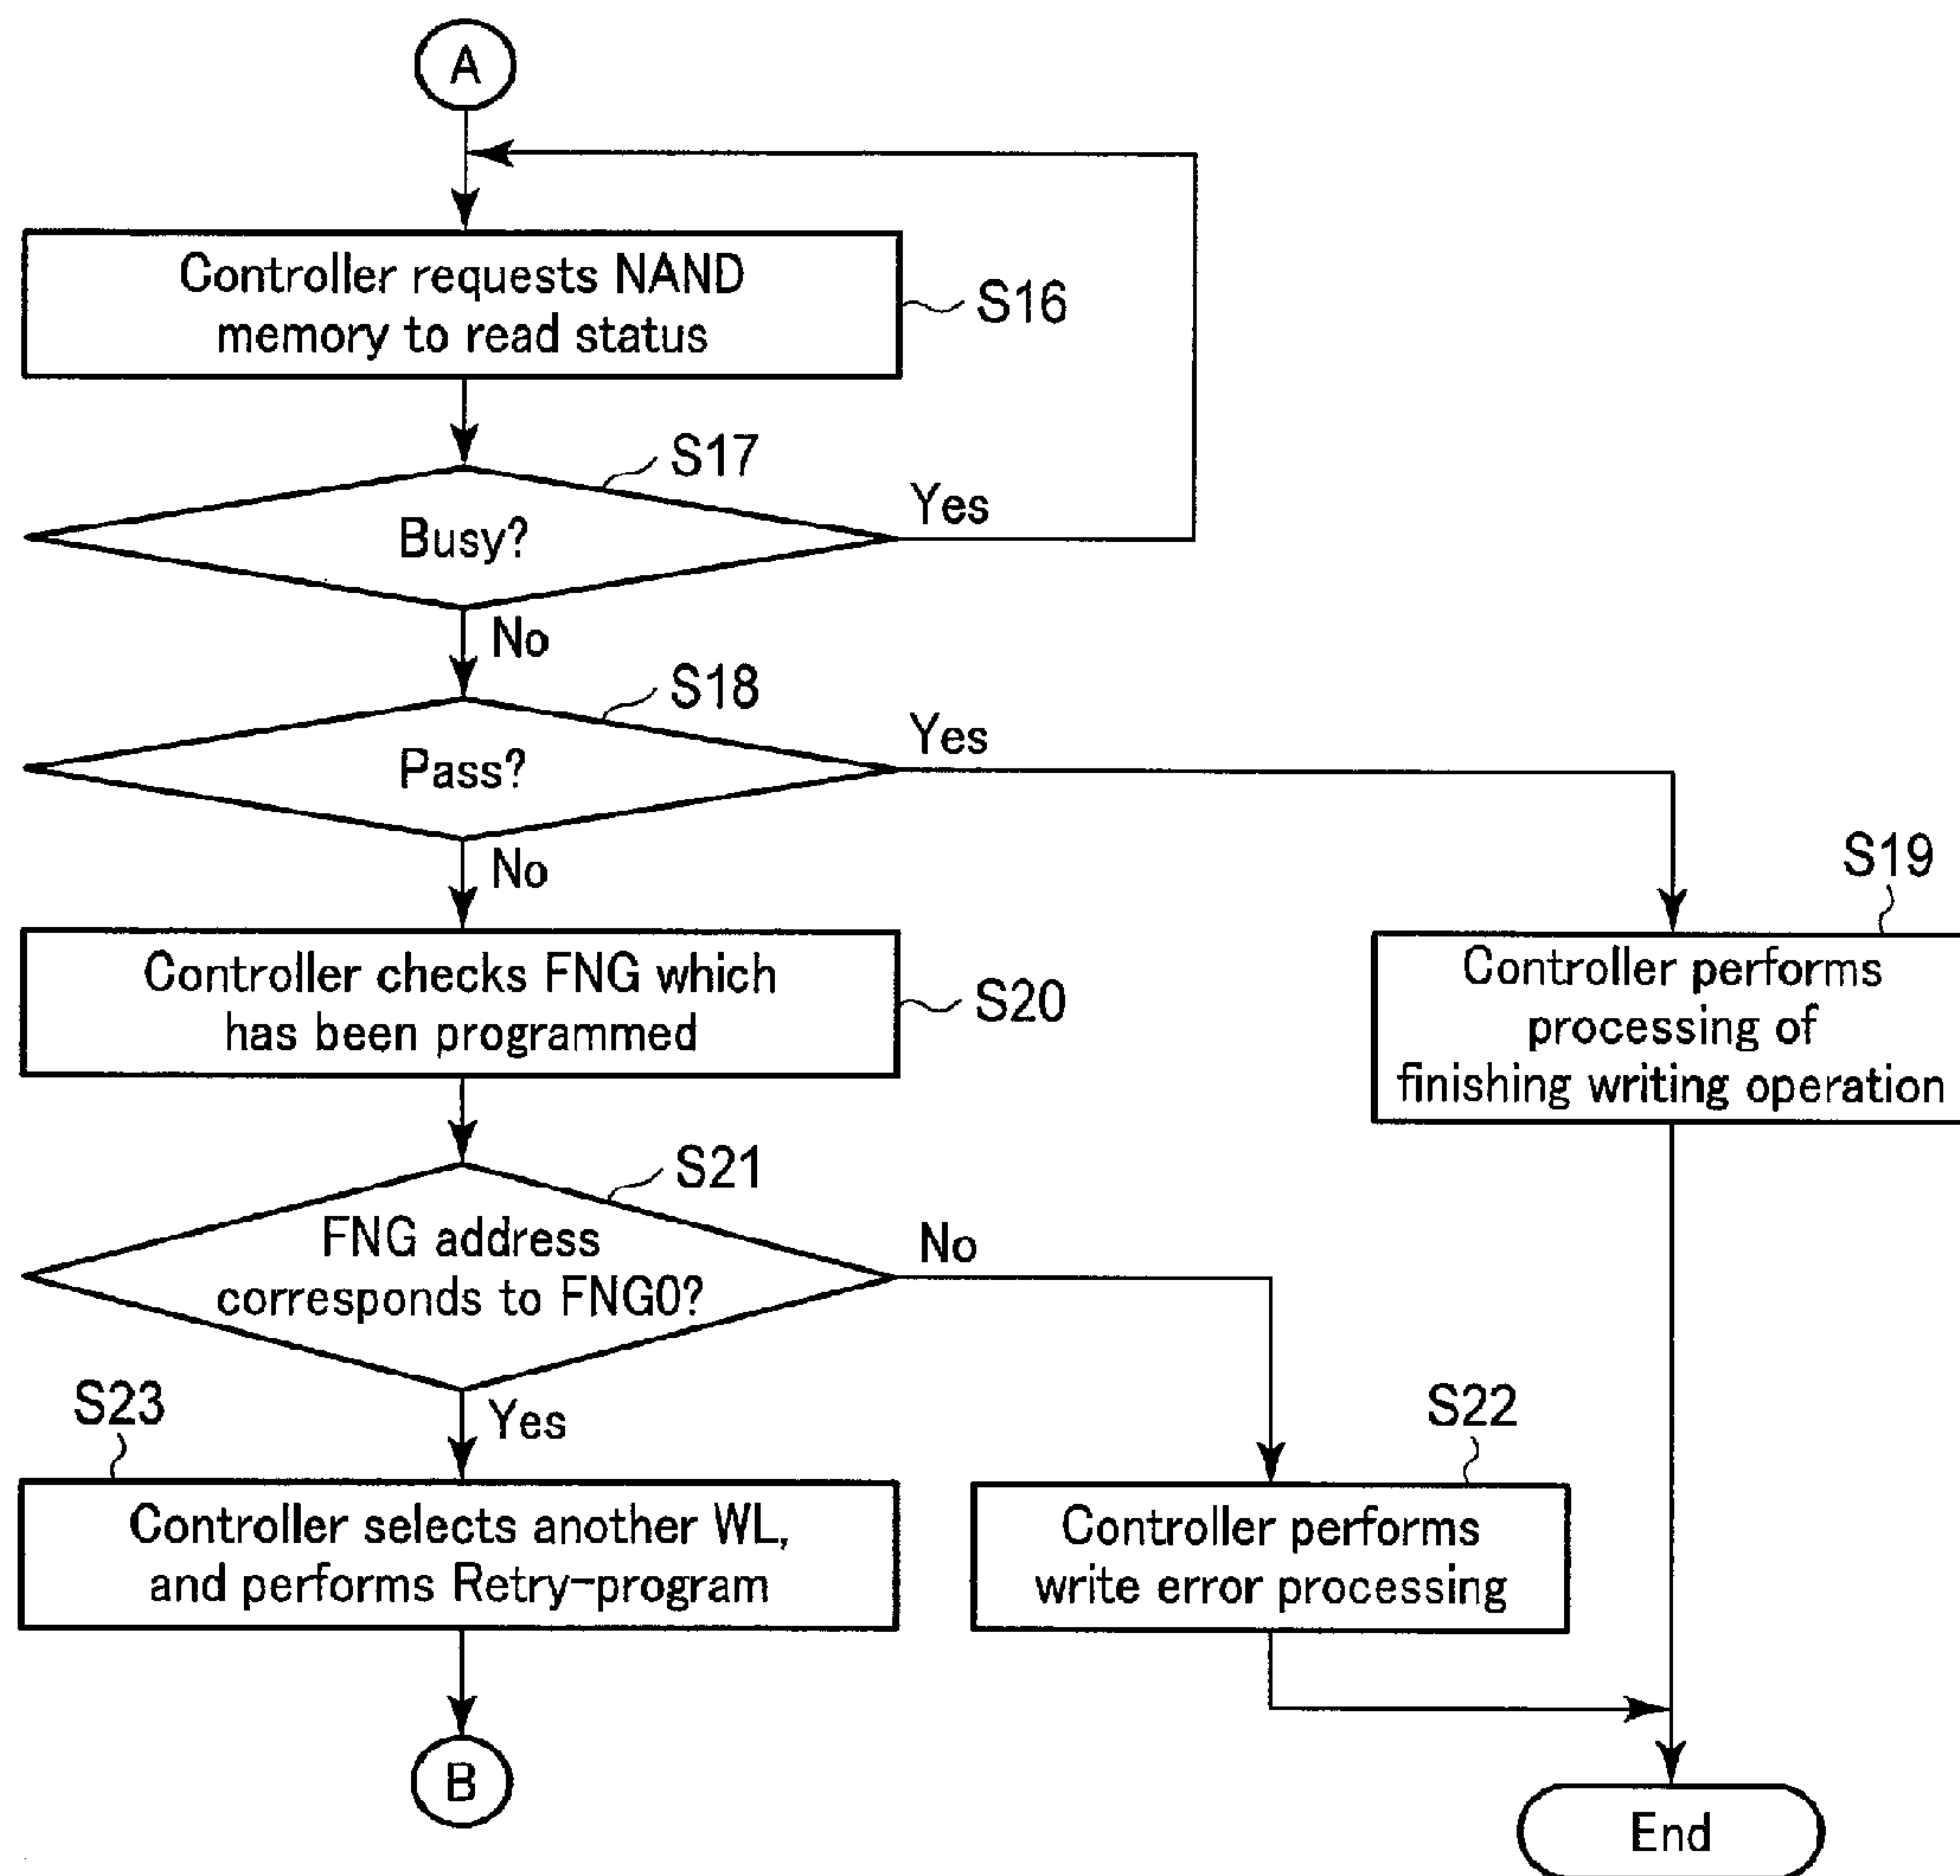 A
Controller requests NAND
memory to read status
S16
S17
Busy?
Yes
No
S18
Pass?
Yes
No
S19
Controller performs
processing of
finishing writing operation
Controller checks FNG which
has been programmed
S20
S21
FNG address
corresponds to FNG0?
No
Yes
S23
Controller selects another WL,
and performs Retry-program
S22
Controller performs
write error processing
B
End